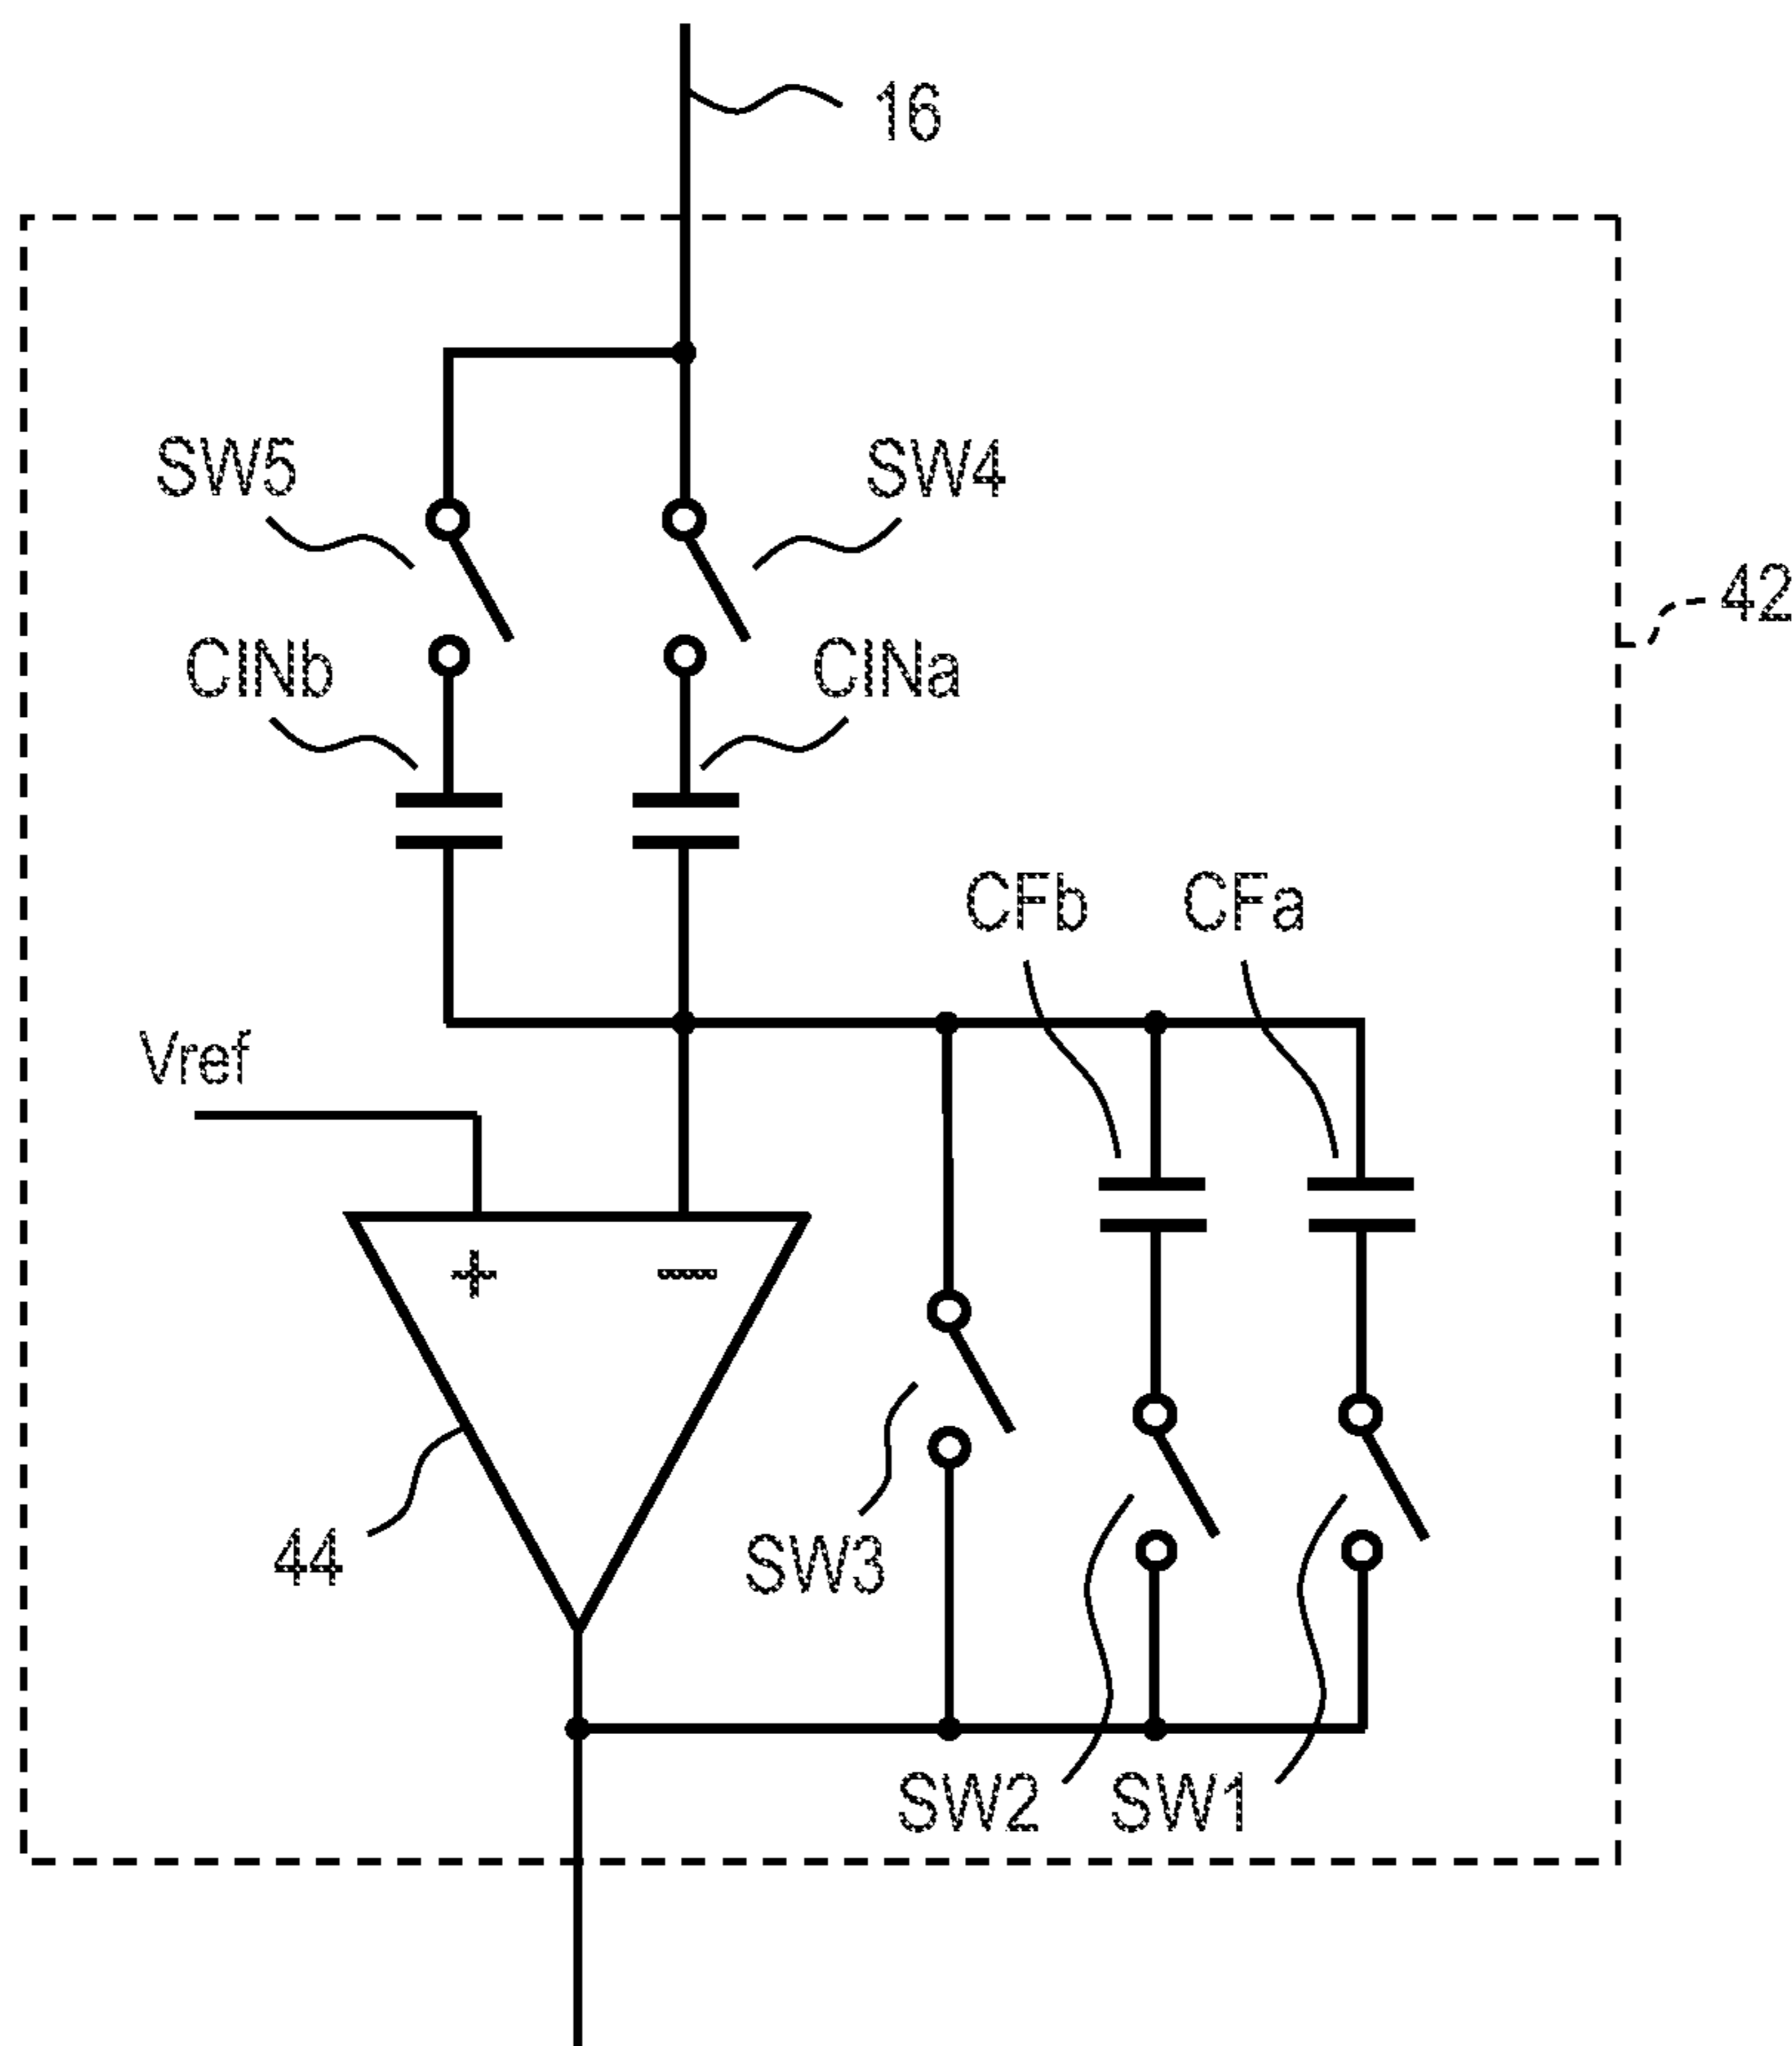 16
SW5
SW4
42
CINb
CINa
CFb
CFa
Vref
+
−
SW3
44
SW2
SW1